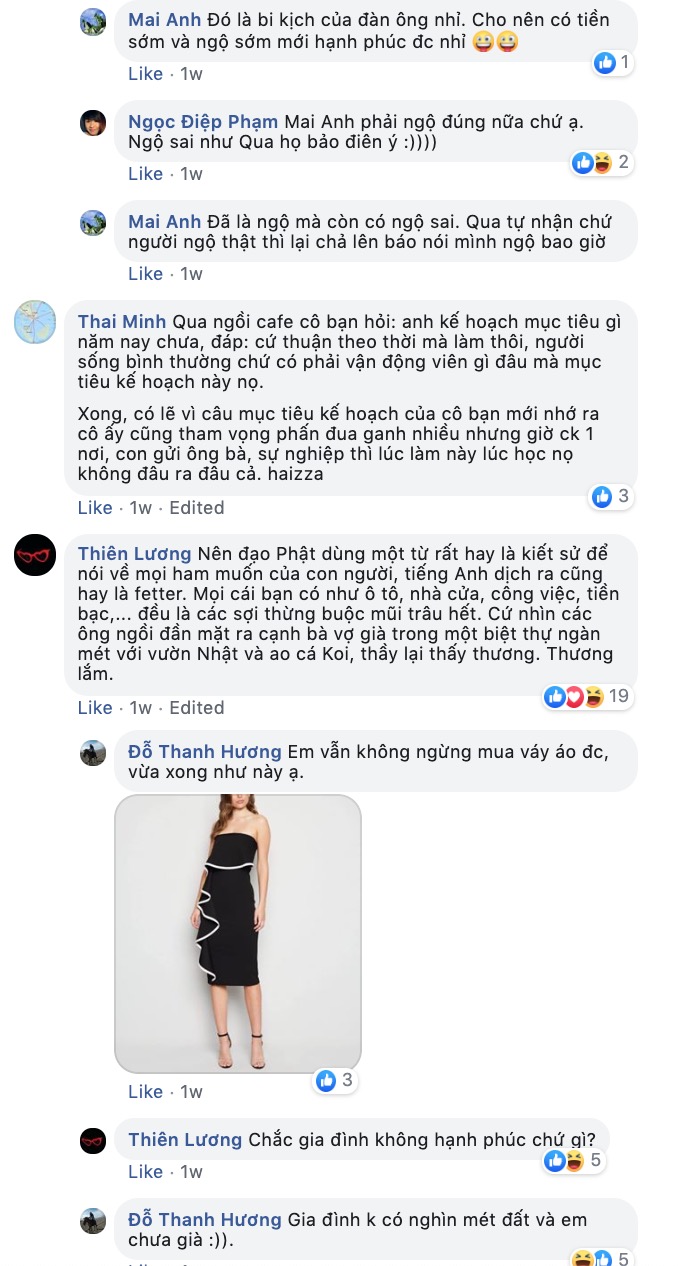 Mai Anh Đó là bi kịch của đàn ông nhỉ. Cho nên có tiền
sớm và ngộ sớm mới hạnh phúc đc nhỉ 😀😀
1
Like · 1w
Ngọc Điệp Phạm Mai Anh phải ngộ đúng nữa chứ ạ.
Ngộ sai như Qua họ bảo điên ý :))))
2
Like · 1w
Mai Anh Đã là ngộ mà còn có ngộ sai. Qua tự nhận chứ
người ngộ thật thì lại chả lên báo nói mình ngộ bao giờ
Like · 1w
Thai Minh Qua ngồi cafe cô bạn hỏi: anh kế hoạch mục tiêu gì
năm nay chưa, đáp: cứ thuận theo thời mà làm thôi, người
sống bình thường chứ có phải vận động viên gì đâu mà mục
tiêu kế hoạch này nọ.
Xong, có lẽ vì câu mục tiêu kế hoạch của cô bạn mới nhớ ra
cô ấy cũng tham vọng phấn đua ganh nhiều nhưng giờ ck 1
nơi, con gửi ông bà, sự nghiệp thì lúc làm này lúc học nọ
không đâu ra đâu cả. haizza
3
Like · 1w · Edited
Thiên Lương Nên đạo Phật dùng một từ rất hay là kiết sử để
nói về mọi ham muốn của con người, tiếng Anh dịch ra cũng
hay là fetter. Mọi cái bạn có như ô tô, nhà cửa, công việc, tiền
bạc,... đều là các sợi thừng buộc mũi trâu hết. Cứ nhìn các
ông ngồi đần mặt ra cạnh bà vợ già trong một biệt thự ngàn
mét với vườn Nhật và ao cá Koi, thầy lại thấy thương. Thương
lắm.
19
Like · 1w · Edited
Đỗ Thanh Hương Em vẫn không ngừng mua váy áo đc,
vừa xong như này ạ.
3
Like · 1w
Thiên Lương Chắc gia đình không hạnh phúc chứ gì?
5
Like · 1w
Đỗ Thanh Hương Gia đình k có nghìn mét đất và em
chưa già :)).
5